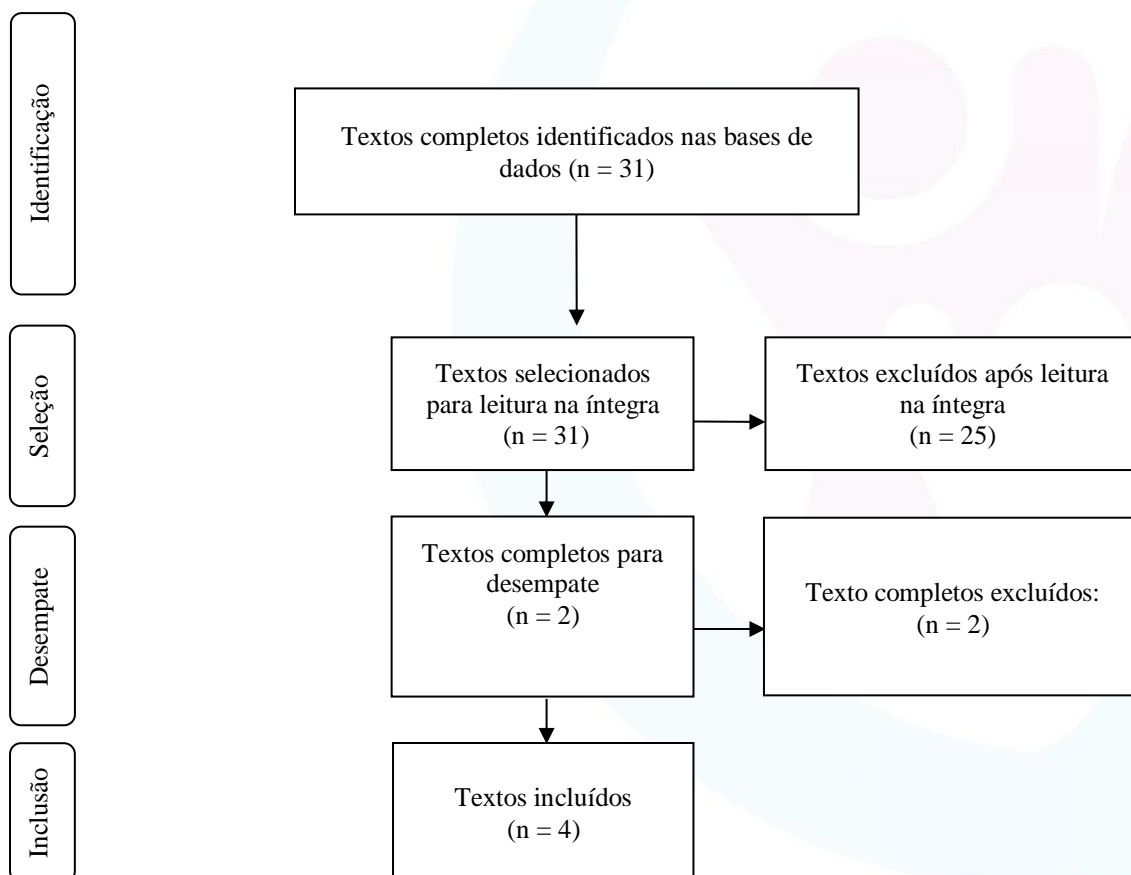 Identificação
Textos completos identificados nas bases de
dados (n = 31)
Seleção
Textos selecionados
para leitura na íntegra
(n = 31)
Textos excluídos após leitura
na íntegra
(n = 25)
Desempate
Textos completos para
desempate
(n = 2)
Texto completos excluídos:
(n = 2)
Inclusão
Textos incluídos
(n = 4)